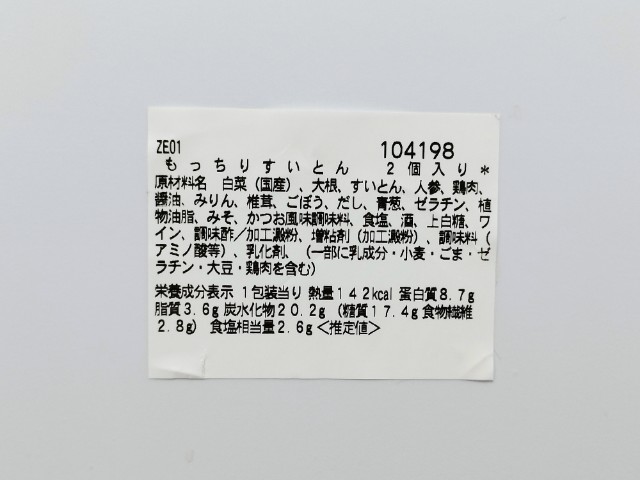 ZE01 104198
もっちりすいとん 2個入り*
原材料名 白菜(国産)、大根、すいとん、人参、鶏肉、
醤油、みりん、椎茸、ごぼう、だし、青葱、ゼラチン、植
物油脂、みそ、かつお風味調味料、食塩、酒、上白糖、ワ
イン、調味酢/加工澱粉、増粘剤(加工澱粉)、調味料(
アミノ酸等)、乳化剤、(一部に乳成分・小麦・ごま・ゼ
ラチン・大豆・鶏肉を含む)
栄養成分表示 1包装当り 熱量142kcal 蛋白質8.7g
脂質3.6g 炭水化物20.2g (糖質17.4g 食物繊維
2.8g) 食塩相当量2.6g<推定値>